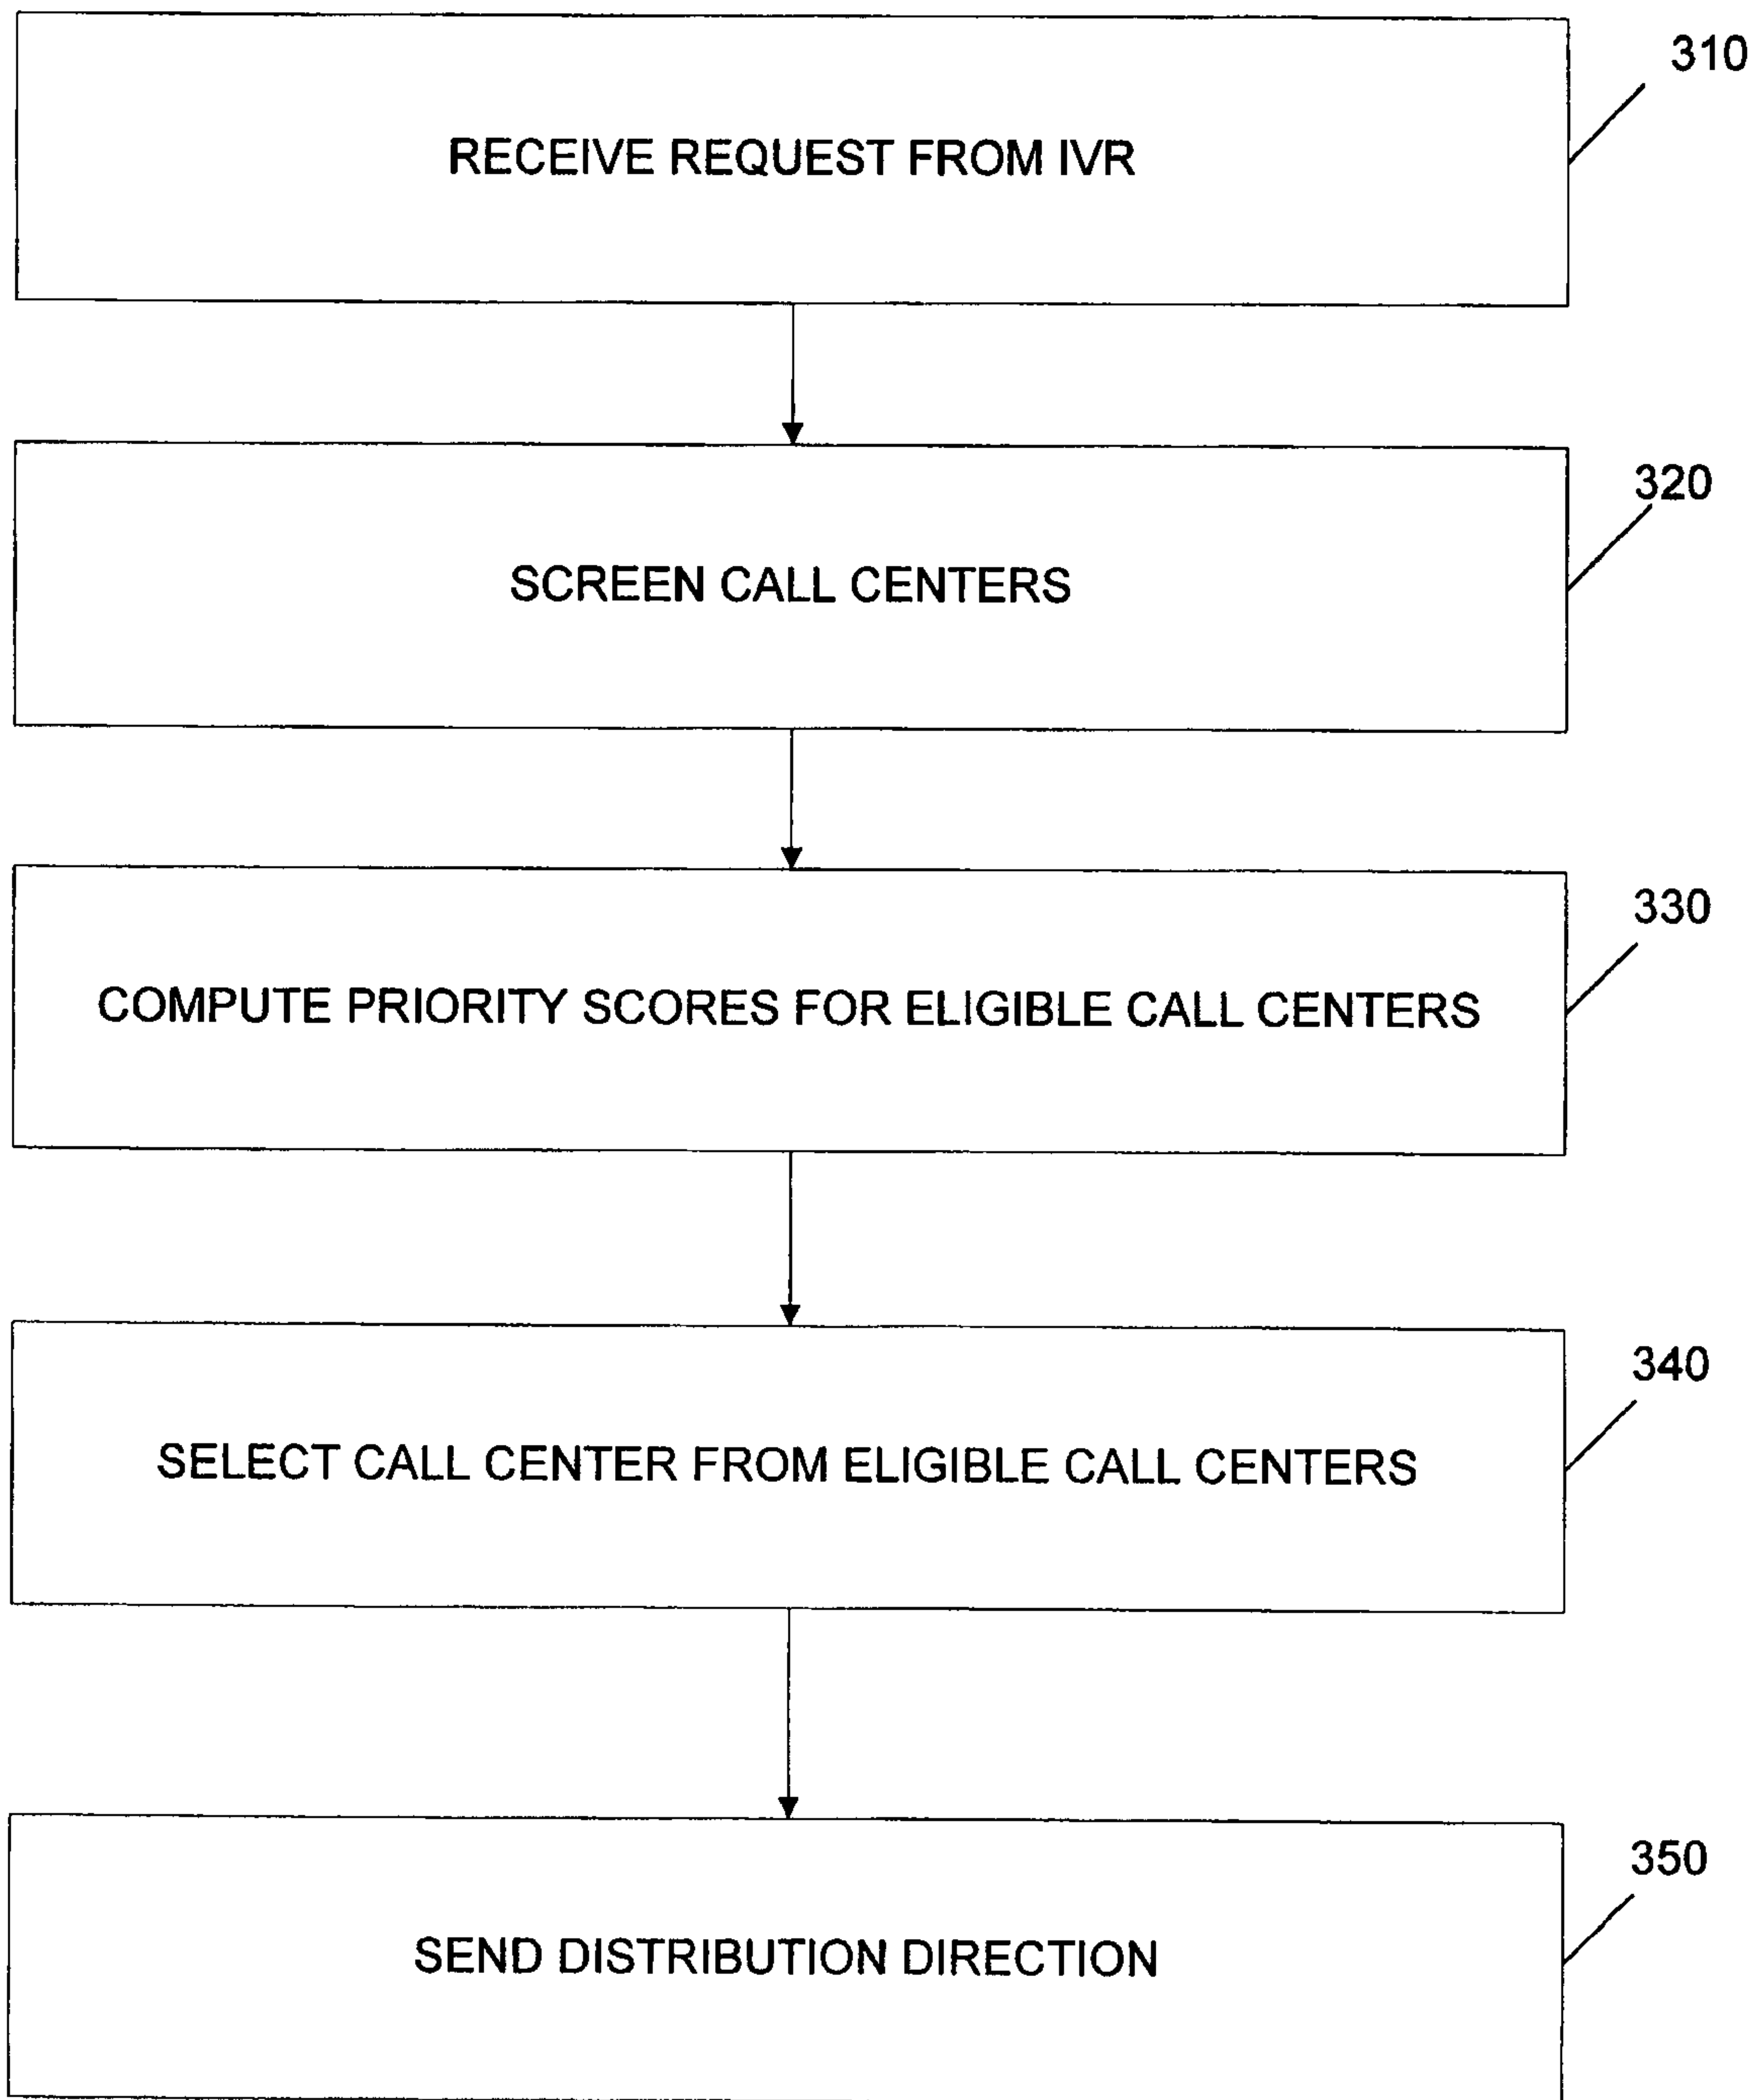 310
RECEIVE REQUEST FROM IVR
320
SCREEN CALL CENTERS
330
COMPUTE PRIORITY SCORES FOR ELIGIBLE CALL CENTERS
340
SELECT CALL CENTER FROM ELIGIBLE CALL CENTERS
350
SEND DISTRIBUTION DIRECTION